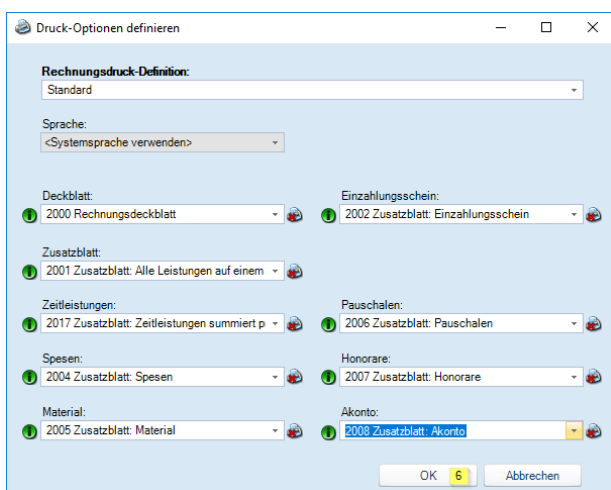 Druck-Optionen definieren
Rechnungsdruck-Definition:
Standard
Sprache:
<Systemsprache verwenden>
Deckblatt:
2000 Rechnungsdeckblatt
Einzahlungsschein:
2002 Zusatzblatt: Einzahlungsschein
Zusatzblatt:
2001 Zusatzblatt: Alle Leistungen auf einem
Zeitleistungen:
2017 Zusatzblatt: Zeitleistungen summiert p
Pauschalen:
2006 Zusatzblatt: Pauschalen
Spesen:
2004 Zusatzblatt: Spesen
Honorare:
2007 Zusatzblatt: Honorare
Material:
2005 Zusatzblatt: Material
Akonto:
2008 Zusatzblatt: Akonto
OK 6 Abbrechen